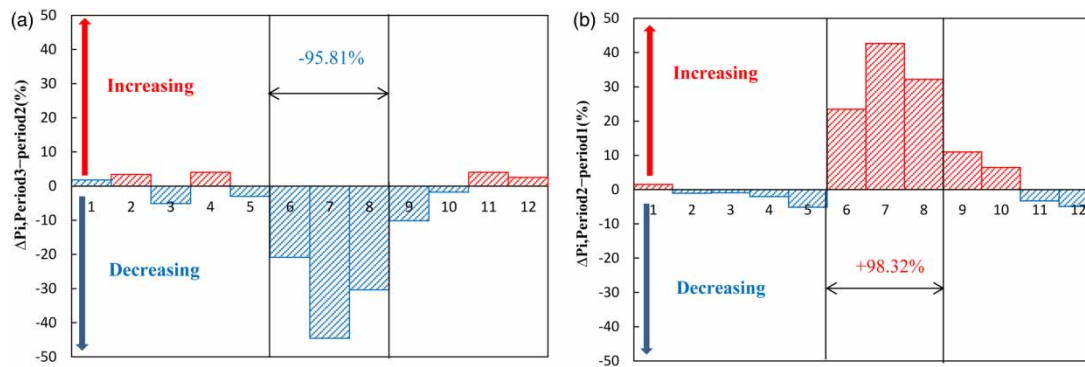 (a)
ΔPi,Period3−period2(%)
50
40
30
20
10
0
-10
-20
-30
-40
-50
Increasing
-95.81%
1 2 3 4 5 6 7 8 9 10 11 12
Decreasing
(b)
ΔPi,Period2−period1(%)
50
40
30
20
10
0
-10
-20
-30
-40
-50
Increasing
1 2 3 4 5 6 7 8 9 10 11 12
+98.32%
Decreasing